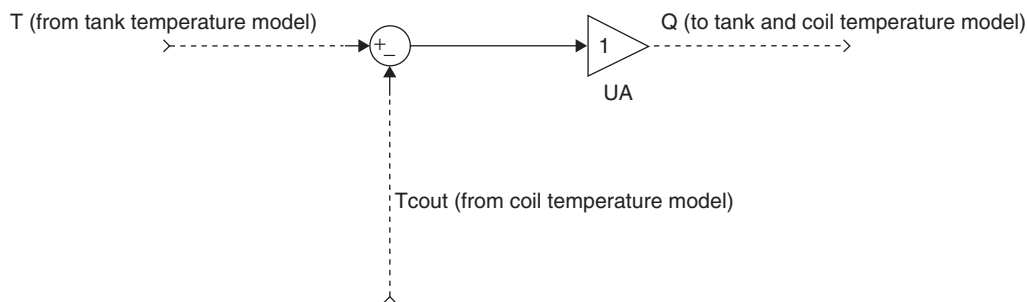 T (from tank temperature model)
Q (to tank and coil temperature model)
+
−
1
UA
Tcout (from coil temperature model)